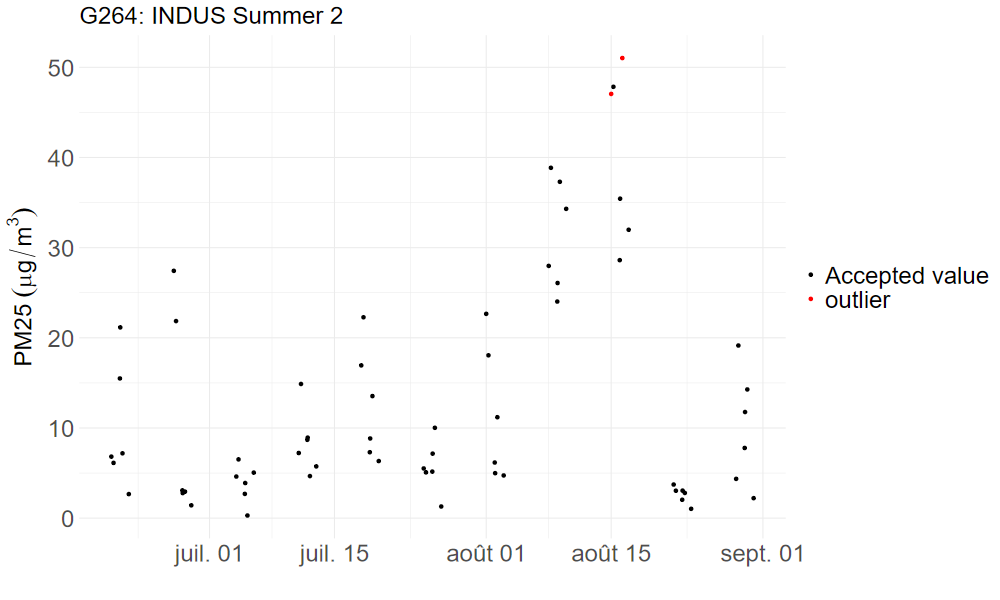 G264: INDUS Summer 2
PM25 (μg/m³)
50
40
30
20
10
0
juil. 01
juil. 15
août 01
août 15
sept. 01
Accepted value
outlier